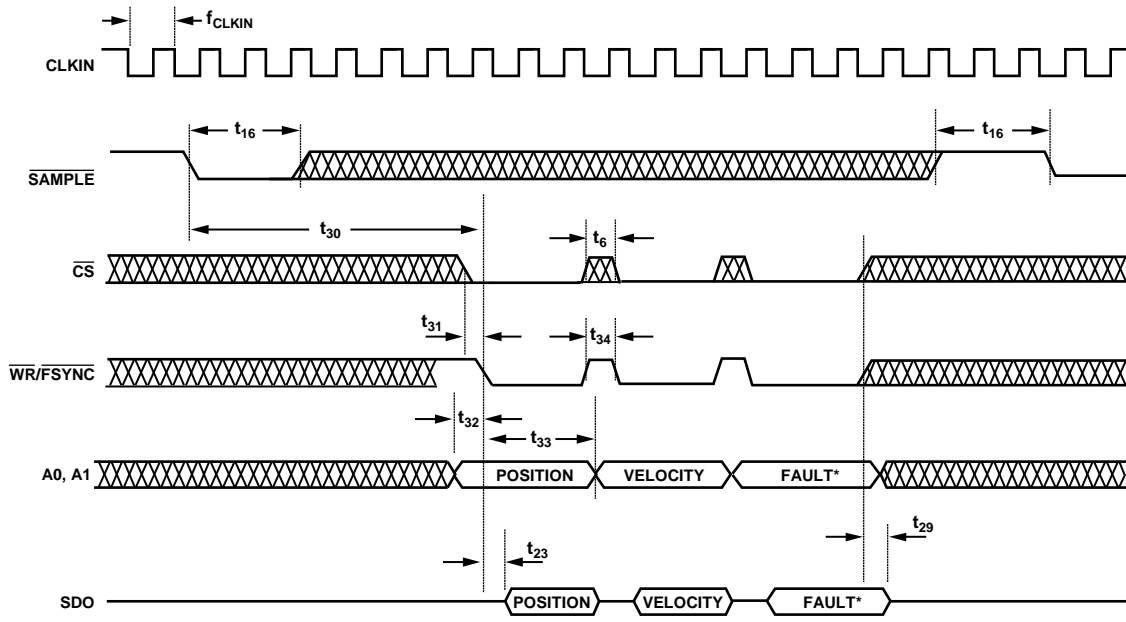 fCLKIN
CLKIN
t16 t16
SAMPLE
t30
t6
CS
t31 t34
WR/FSYNC
t32
t33
A0, A1 POSITION VELOCITY FAULT*
t29
t23
SDO POSITION VELOCITY FAULT*